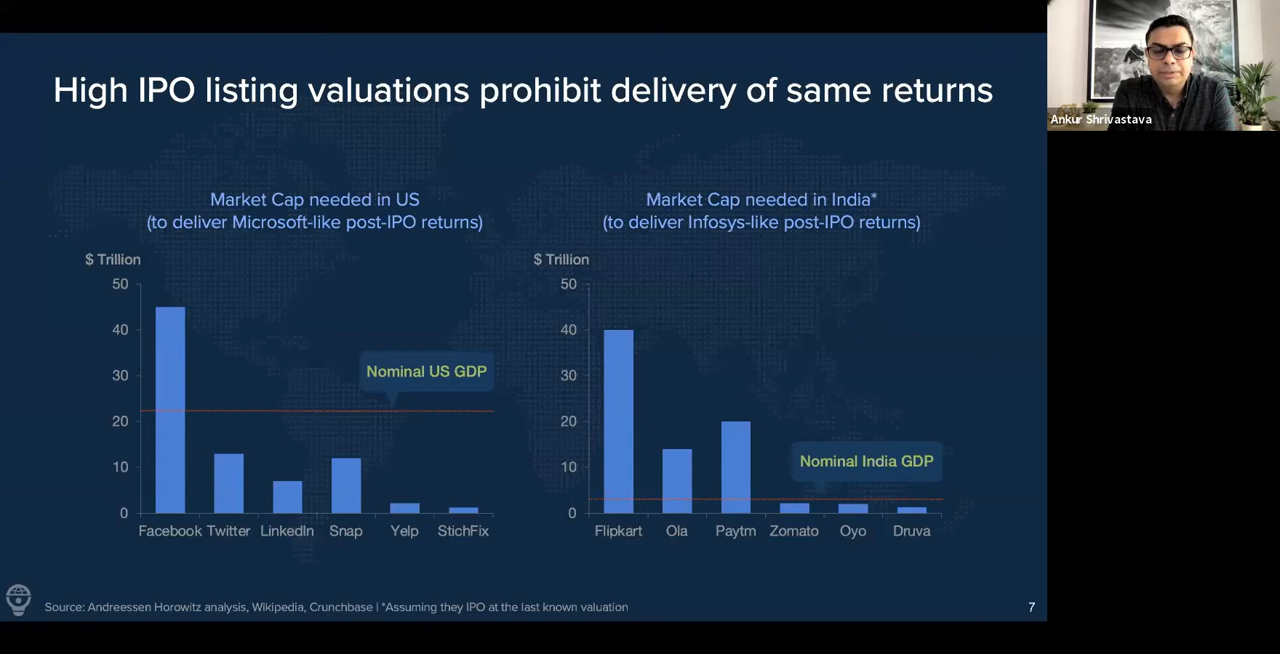 High IPO listing valuations prohibit delivery of same returns
Ankur Shrivastava
Market Cap needed in US
(to deliver Microsoft-like post-IPO returns)
$ Trillion
50
40
30
20
10
0
Nominal US GDP
Facebook Twitter LinkedIn Snap Yelp StichFix
Market Cap needed in India*
(to deliver Infosys-like post-IPO returns)
$ Trillion
50
40
30
20
10
0
Nominal India GDP
Flipkart Ola Paytm Zomato Oyo Druva
Source: Andreessen Horowitz analysis, Wikipedia, Crunchbase | *Assuming they IPO at the last known valuation
7